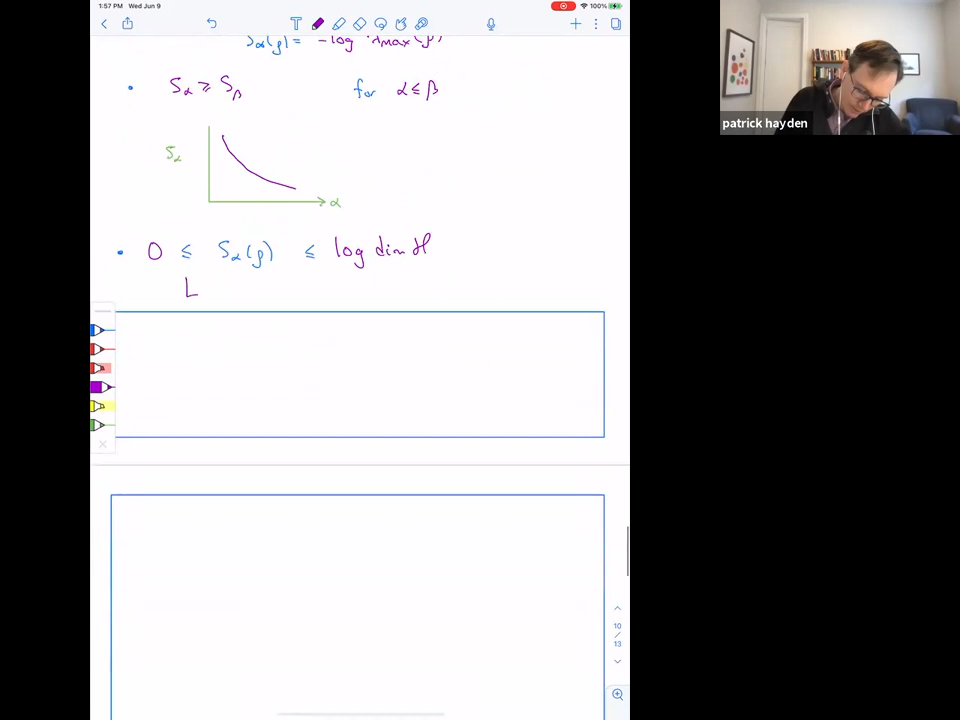 1:57 PM Wed Jun 9
100%
S_α(ρ) = -log λ_max(ρ)
• S_α ≥ S_β for α ≤ β
S_α
α
• 0 ≤ S_α(ρ) ≤ log dim H
L
patrick hayden
10
/
13